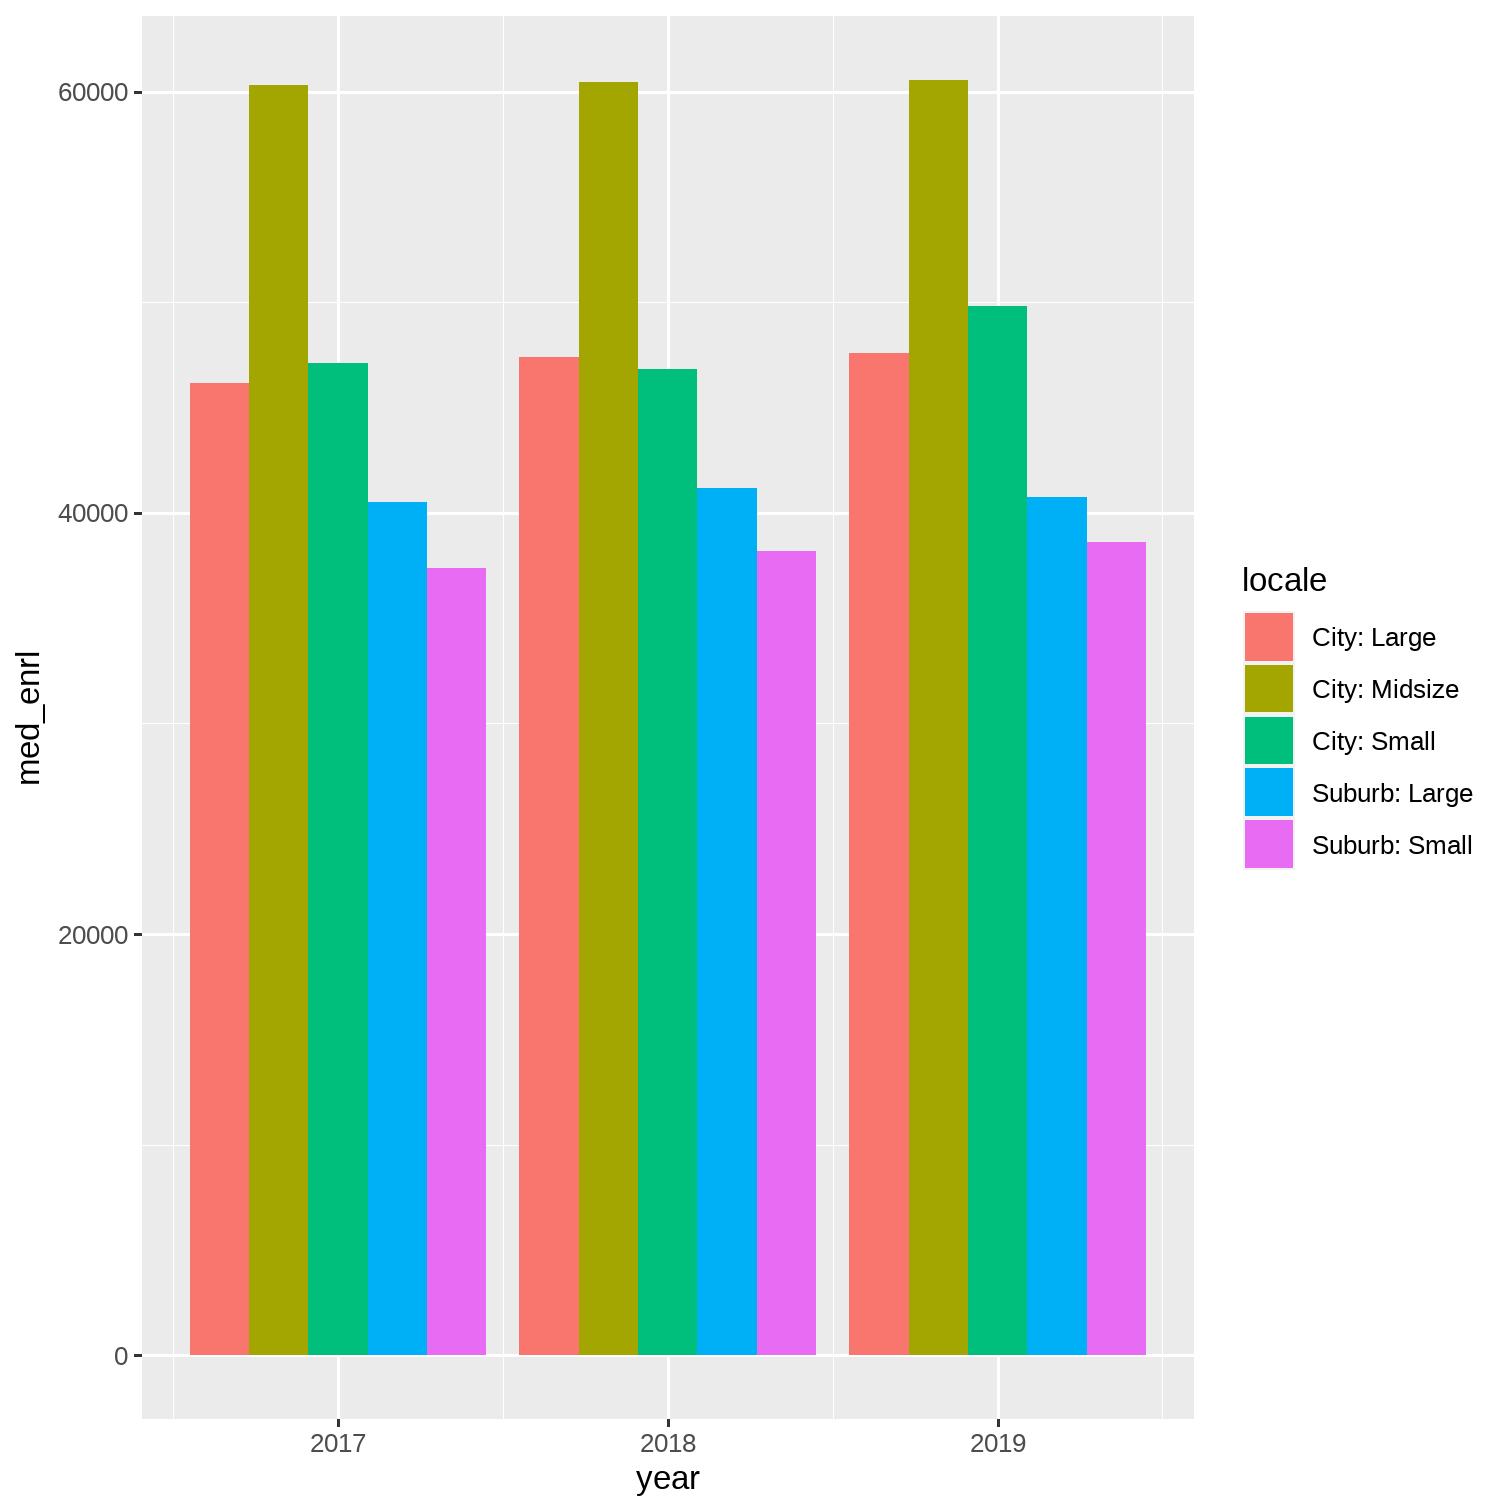 60000
40000
20000
0
med_enrl
2017
2018
2019
year
locale
City: Large
City: Midsize
City: Small
Suburb: Large
Suburb: Small